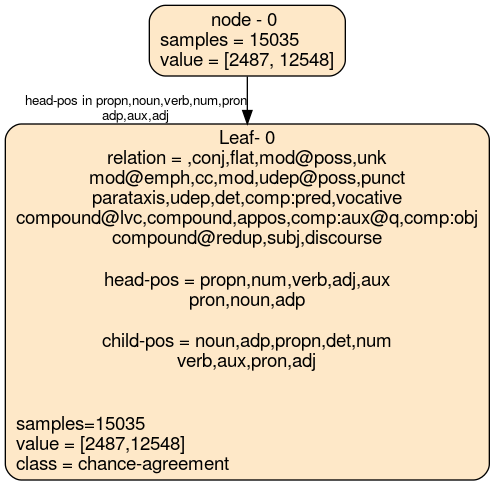 node - 0
samples = 15035
value = [2487, 12548]
head-pos in propn,noun,verb,num,pron
adp,aux,adj
Leaf- 0
relation = ,conj,flat,mod@poss,unk
mod@emph,cc,mod,udep@poss,punct
parataxis,udep,det,comp:pred,vocative
compound@lvc,compound,appos,comp:aux@q,comp:obj
compound@redup,subj,discourse
head-pos = propn,num,verb,adj,aux
pron,noun,adp
child-pos = noun,adp,propn,det,num
verb,aux,pron,adj
samples=15035
value = [2487,12548]
class = chance-agreement